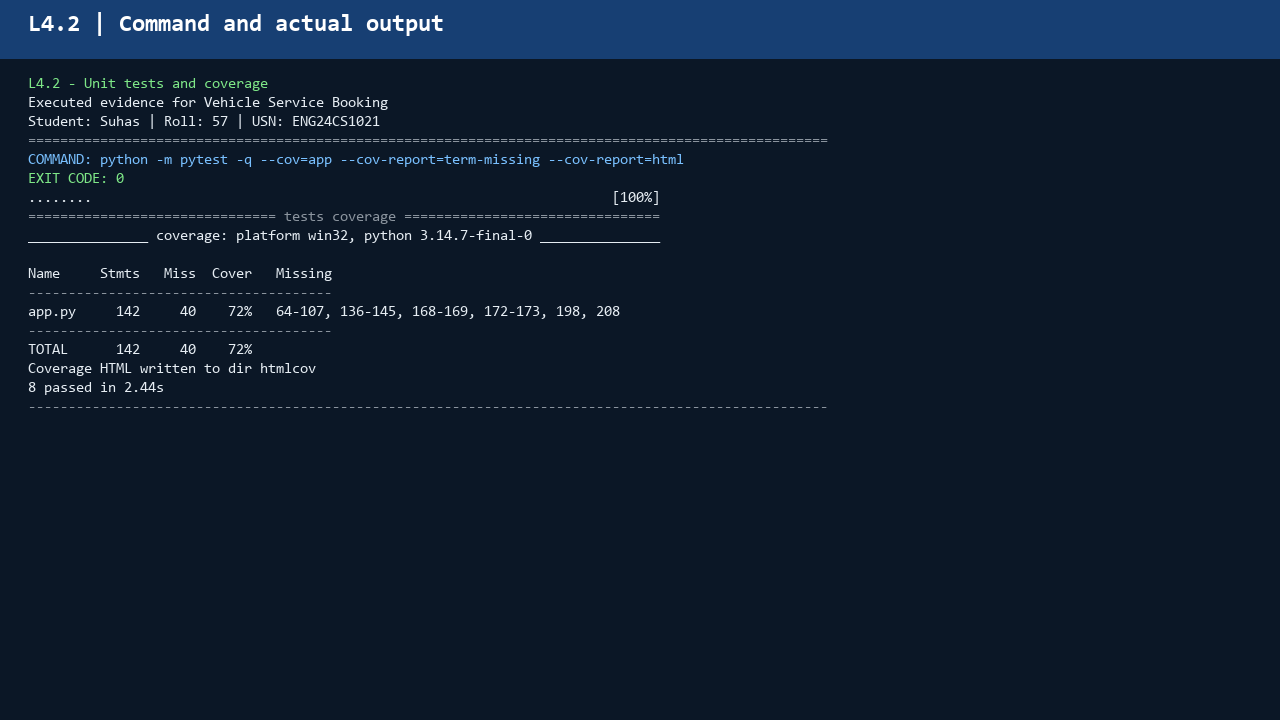 L4.2 | Command and actual output
L4.2 - Unit tests and coverage
Executed evidence for Vehicle Service Booking
Student: Suhas | Roll: 57 | USN: ENG24CS1021
====================================================================================================
COMMAND: python -m pytest -q --cov=app --cov-report=term-missing --cov-report=html
EXIT CODE: 0
........                                                                 [100%]
=============================== tests coverage ================================
_______________ coverage: platform win32, python 3.14.7-final-0 _______________
Name     Stmts   Miss  Cover   Missing
--------------------------------------
app.py     142     40    72%   64-107, 136-145, 168-169, 172-173, 198, 208
--------------------------------------
TOTAL      142     40    72%
Coverage HTML written to dir htmlcov
8 passed in 2.44s
----------------------------------------------------------------------------------------------------